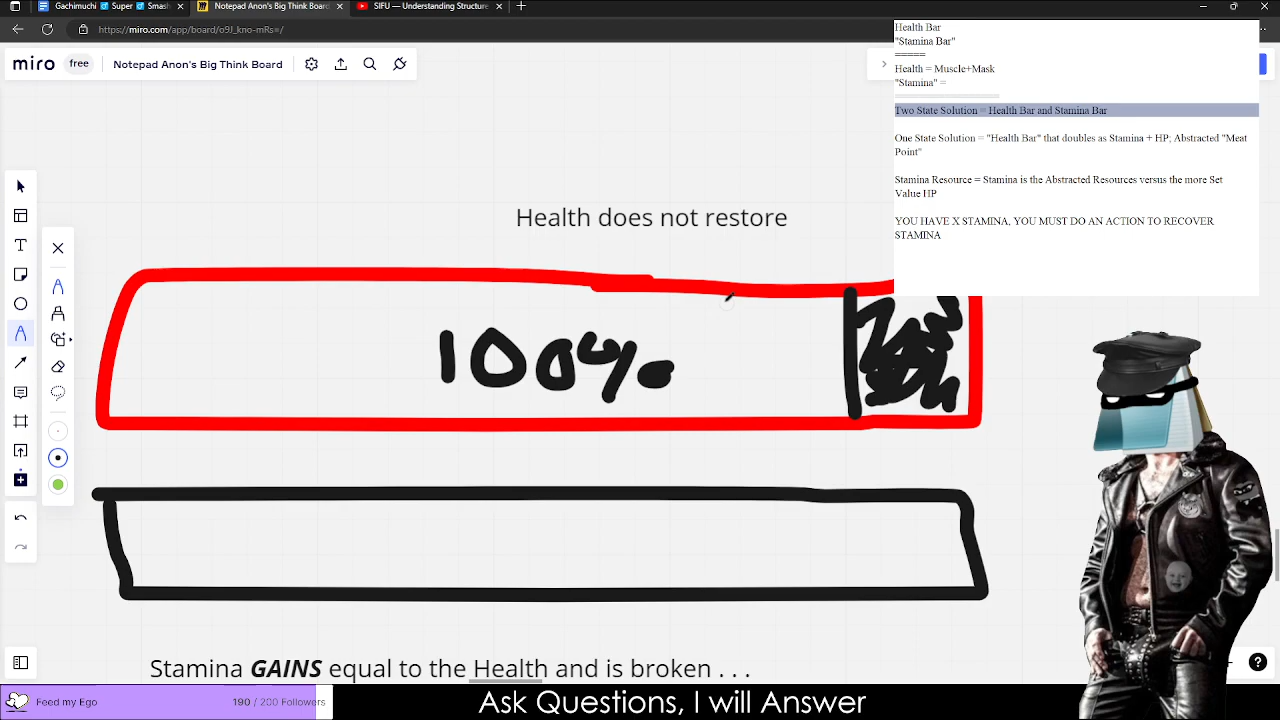 Gohimoud
Super
Stamina
Notepad Anon's Big Think Boar
SIFU — Understanding Structure
https://miro.com/app/board/o9J_kno-mRs=/
miro
free
Notepad Anon's Big Think Board
Health Bar
"Stamina Bar"
=====
Health = Muscle+Mask
"Stamina" =
Two State Solution = Health Bar and Stamina Bar
One State Solution = "Health Bar" that doubles as Stamina + HP; Abstracted "Meat
Point"
Stamina Resource = Stamina is the Abstracted Resources versus the more Set
Value HP
YOU HAVE X STAMINA, YOU MUST DO AN ACTION TO RECOVER
STAMINA
Health does not restore
100%
Stamina GAINS equal to the Health and is broken . . .
Feed my Ego
190 / 200 Followers
Ask Questions, I will Answer